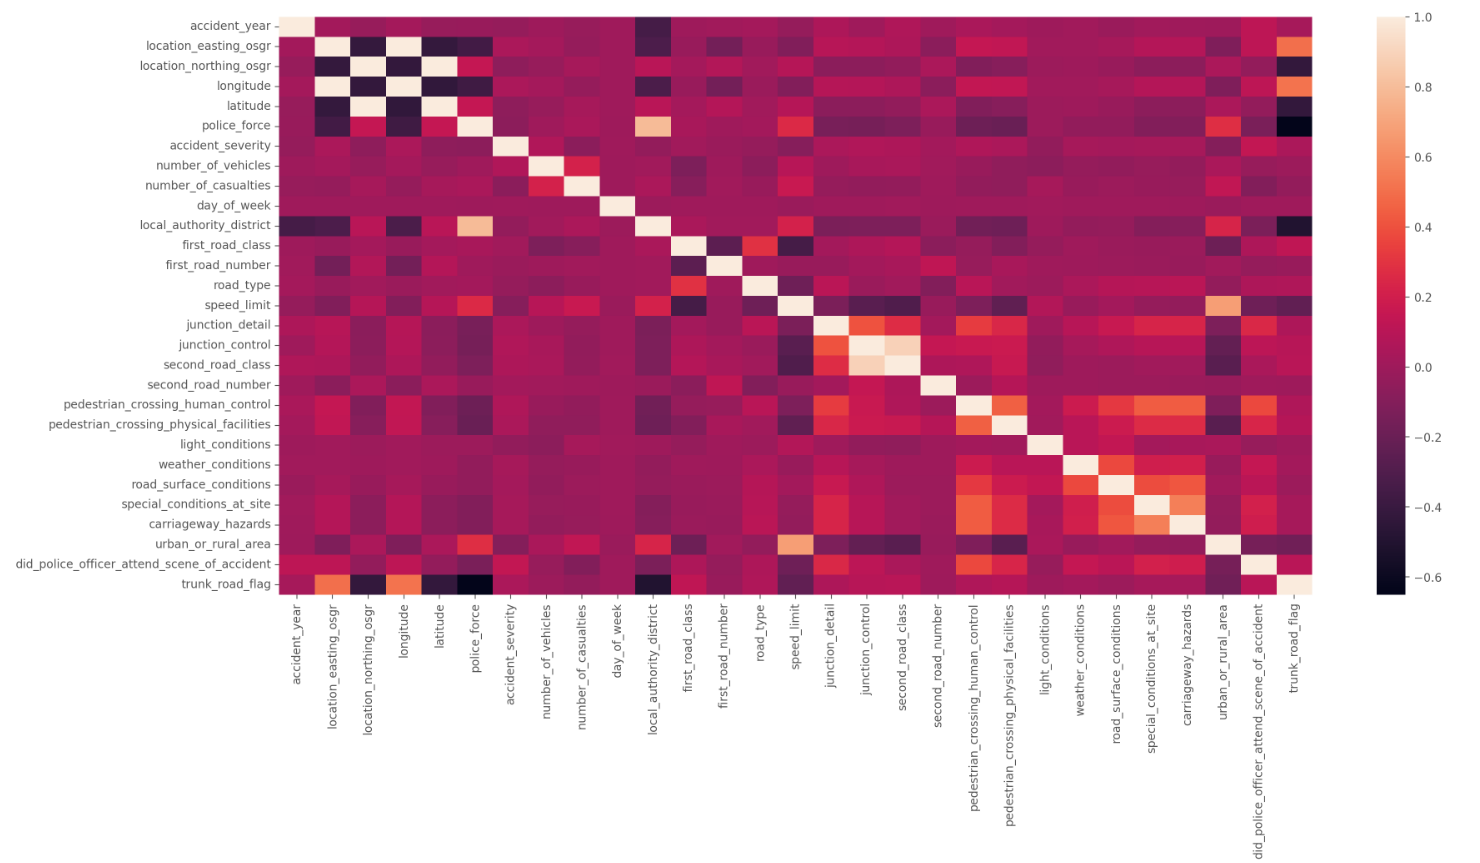 accident_year
location_easting_osgr
location_northing_osgr
longitude
latitude
police_force
accident_severity
number_of_vehicles
number_of_casualties
day_of_week
local_authority_district
first_road_class
first_road_number
road_type
speed_limit
junction_detail
junction_control
second_road_class
second_road_number
pedestrian_crossing_human_control
pedestrian_crossing_physical_facilities
light_conditions
weather_conditions
road_surface_conditions
special_conditions_at_site
carriageway_hazards
urban_or_rural_area
did_police_officer_attend_scene_of_accident
trunk_road_flag
accident_year
location_easting_osgr
location_northing_osgr
longitude
latitude
police_force
accident_severity
number_of_vehicles
number_of_casualties
day_of_week
local_authority_district
first_road_class
first_road_number
road_type
speed_limit
junction_detail
junction_control
second_road_class
second_road_number
pedestrian_crossing_human_control
pedestrian_crossing_physical_facilities
light_conditions
weather_conditions
road_surface_conditions
special_conditions_at_site
carriageway_hazards
urban_or_rural_area
did_police_officer_attend_scene_of_accident
trunk_road_flag
1.0
0.8
0.6
0.4
0.2
0.0
−0.2
−0.4
−0.6